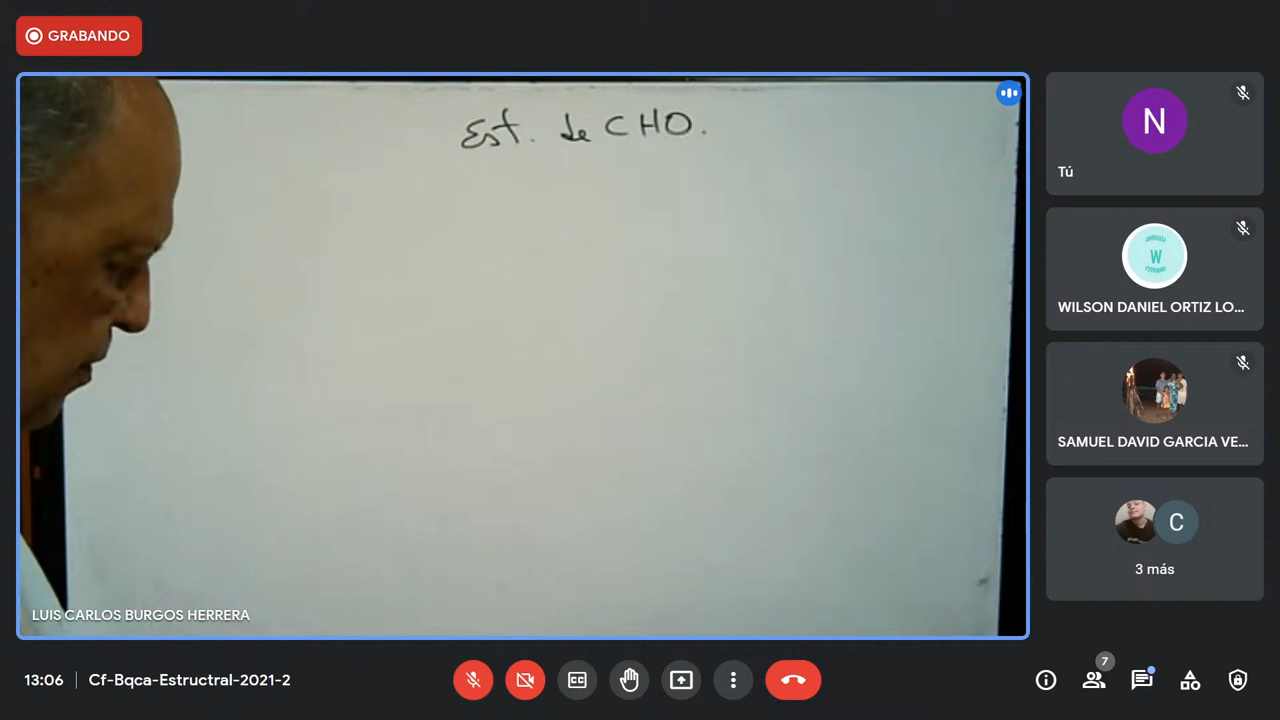 GRABANDO
Est. de CHO.
N
Tú
W
WILSON DANIEL ORTIZ LO...
SAMUEL DAVID GARCIA VE...
C
3 más
LUIS CARLOS BURGOS HERRERA
13:06 | Cf-Bqca-Estructral-2021-2
CC
7